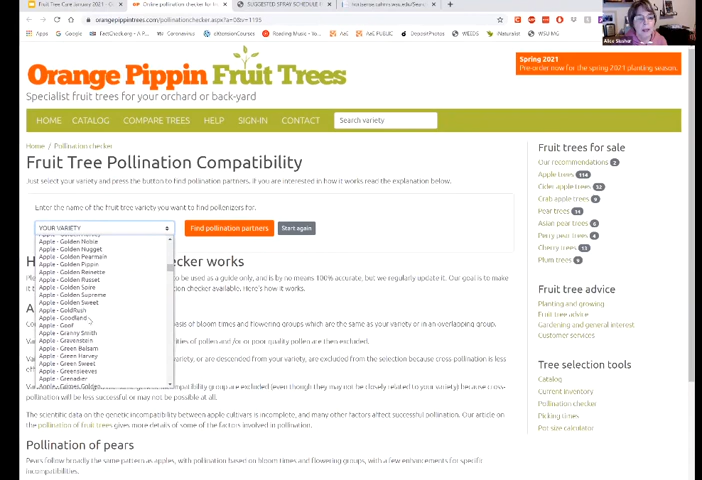 Fruit Tree Care January 2021 -
Online pollination checker for f
SUGGESTED SPRAY SCHEDULE F
orangepippintrees.com/pollinationchecker.aspx?a=0&v=1195
Apps
Coronavirus
Reading Music - Jo...
AaC
AaC PUBLIC
DepositPhotos
WEEDS
Naturalist
WSU MG
Alice Slusher
Orange Pippin Fruit Trees
Specialist fruit trees for your orchard or back-yard
Spring 2021
Pre-order now for the spring 2021 planting season.
HOME CATALOG COMPARE TREES HELP SIGN-IN CONTACT Search variety
Home / Pollination checker
Fruit Tree Pollination Compatibility
Just select your variety and press the button to find pollination partners. If you are interested in how it works read the explanation below.
Enter the name of the fruit tree variety you want to find pollenizers for.
YOUR VARIETY Find pollination partners Start again
Apple - Golden Noble
Apple - Golden Nugget
Apple - Golden Pearmain
Apple - Golden Pippin
Apple - Golden Reinette
Apple - Golden Russet
Apple - Golden Spire
Apple - Golden Supreme
Apple - Golden Sweet
Apple - GoldRush
Apple - Goodland
Apple - Goof
Apple - Granny Smith
Apple - Gravenstein
Apple - Green Balsam
Apple - Green Harvey
Apple - Green Sweet
Apple - Greensleeves
Apple - Grenadier
H
checker works
to be used as a guide only, and is by no means 100% accurate, but we regularly update it. Our goal is to
checker available. Here's how it works.
A
basis of bloom times and flowering groups which are the same as your variety or in an overlapping group.
ities of pollen and/or poor quality pollen are then excluded.
variety, or are descended from your variety, are excluded from the selection because cross-pollination is less
compatibility group are excluded (even though they may not be closely related to your variety) because cross-
pollination will be less successful or may not be possible at all.
The scientific data on the genetic incompatibility between apple cultivars is incomplete, and many other factors affect successful pollination. Our article on
the pollination of fruit trees gives more details of some of the factors involved in pollination.
Pollination of pears
Pears follow broadly the same pattern as apples, with pollination based on bloom times and flowering groups, with a few enhancements for specific
incompatibilities.
Fruit trees for sale
Our recommendations 2
Apple trees 114
Cider apple trees 32
Crab apple trees
Pear trees
Asian pear trees
Perry pear trees
Cherry trees
Plum trees
Fruit tree advice
Planting and growing
Fruit tree advice
Gardening and general interest
Customer services
Tree selection tools
Catalog
Current inventory
Pollination checker
Picking times
Pot size calculator